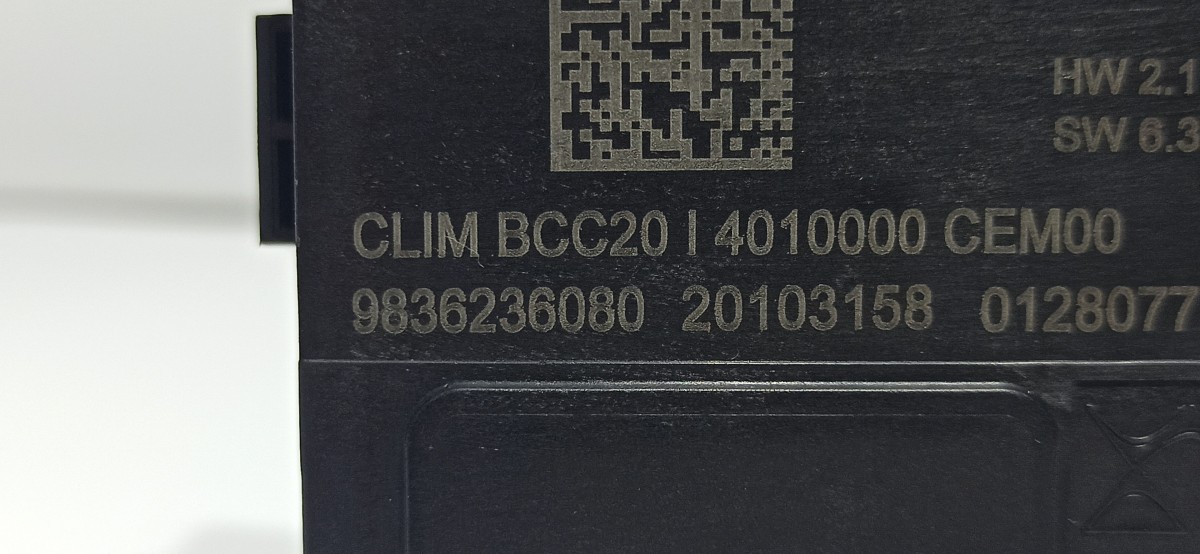 HW 2.1
SW 6.3
CLIM BCC20 I 4010000 CEM00
9836236080 20103158 0128077